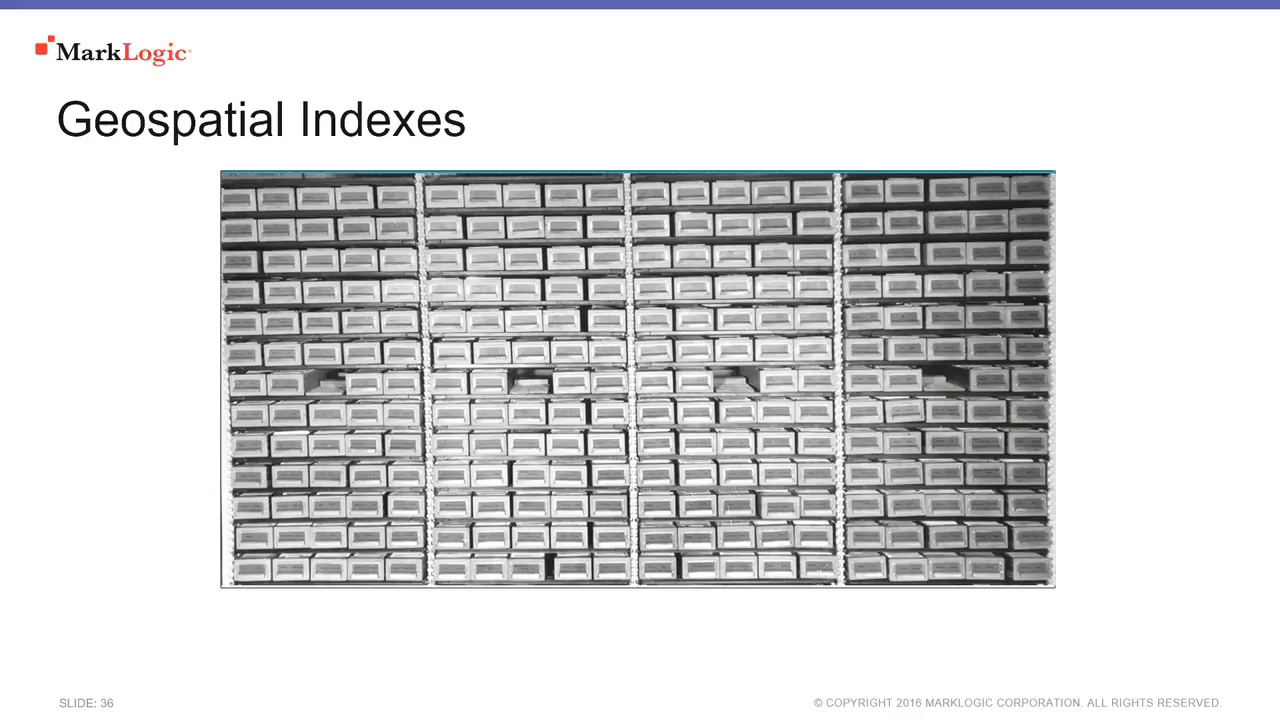 MarkLogic
Geospatial Indexes
SLIDE: 36
© COPYRIGHT 2016 MARKLOGIC CORPORATION. ALL RIGHTS RESERVED.